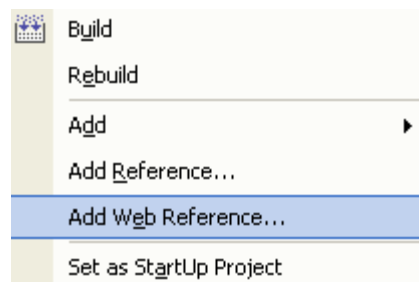 Build
Rebuild
Add
Add Reference...
Add Web Reference...
Set as StartUp Project